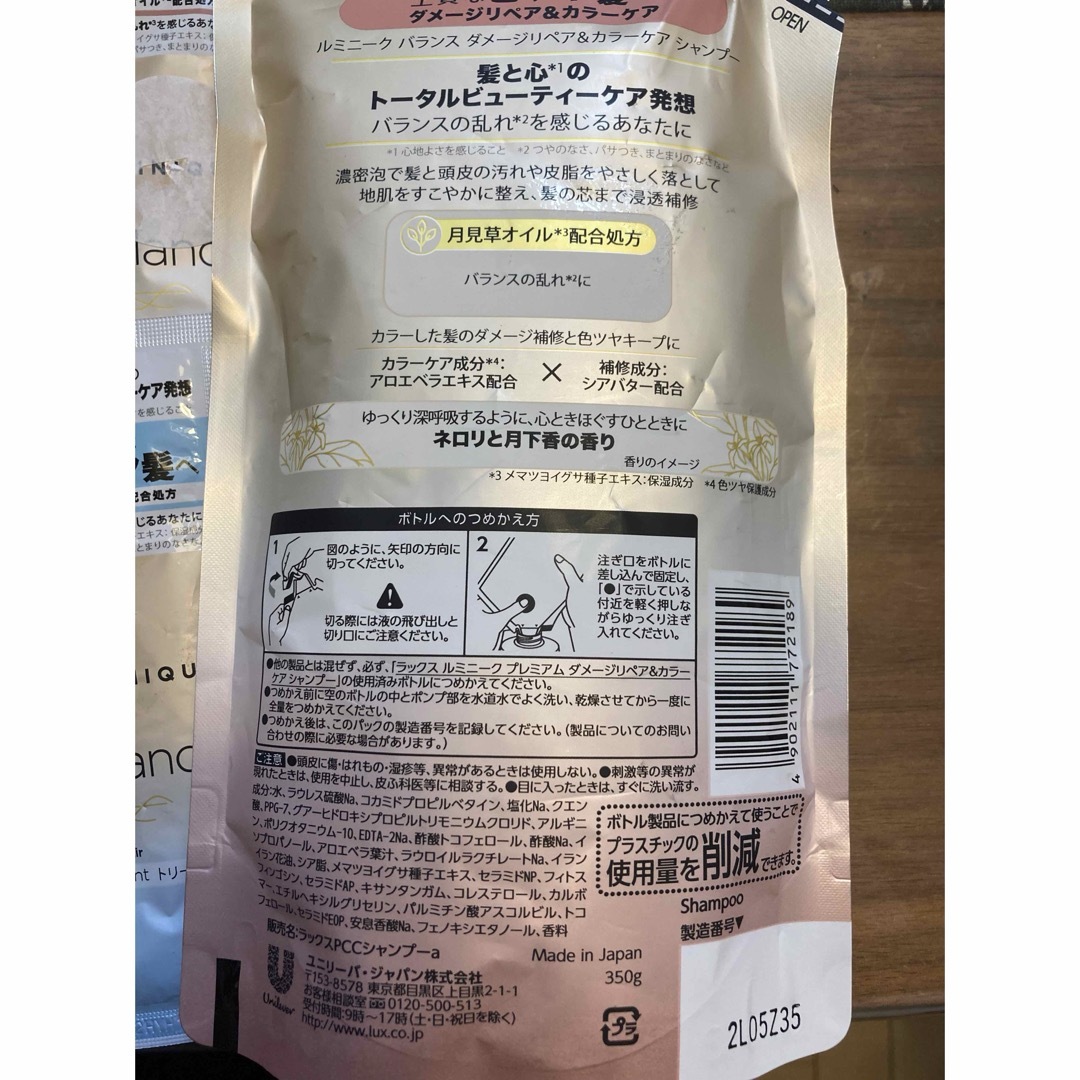 ダメージリペア&カラーケア
OPEN
ルミニーク バランス ダメージリペア&カラーケア シャンプー
髪と心*1の
トータルビューティーケア発想
バランスの乱れ*2を感じるあなたに
*1 心地よさを感じること *2 つやのなさ、パサつき、まとまりのなさなど
濃密泡で髪と頭皮の汚れや皮脂をやさしく落として
地肌をすこやかに整え、髪の芯まで浸透補修
月見草オイル*3配合処方
バランスの乱れ*2に
カラーした髪のダメージ補修と色ツヤキープに
カラーケア成分*4:
アロエベラエキス配合
×
補修成分:
シアバター配合
ゆっくり深呼吸するように、心ときほぐすひとときに
ネロリと月下香の香り
香りのイメージ
*3 メマツヨイグサ種子エキス:保湿成分 *4 色ツヤ保護成分
ボトルへのつめかえ方
1
図のように、矢印の方向に
切ってください。
切る際には液の飛び出しと
切り口にご注意ください。
2
注ぎ口をボトルに
差し込んで固定し、
「●」で示している
付近を軽く押しな
がらゆっくり注ぎ
入れてください。
●他の製品とは混ぜず、必ず、「ラックス ルミニーク プレミアム ダメージリペア&カラー
ケア シャンプー」の使用済みボトルにつめかえてください。
●つめかえ前に空のボトルの中とポンプ部を水道水でよく洗い、乾燥させてから一度に
全量をつめかえてください。
●つめかえ後は、このパックの製造番号を記録してください。(製品についてのお問い
合わせの際に必要な場合があります。)
ご注意 ●頭皮に傷・はれもの・湿疹等、異常があるときは使用しない。●刺激等の異常が
現れたときは、使用を中止し、皮ふ科医等に相談する。●目に入ったときは、すぐに洗い流す。
成分:水、ラウレス硫酸Na、コカミドプロピルベタイン、塩化Na、クエン
酸、PPG-7、グアーヒドロキシプロピルトリモニウムクロリド、アルギニ
ン、ポリクオタニウム-10、EDTA-2Na、酢酸トコフェロール、酢酸Na、イ
ソプロパノール、アロエベラ葉汁、ラウロイルラクチレートNa、イラン
イラン花油、シア脂、メマツヨイグサ種子エキス、セラミドNP、フィトス
フィンゴシン、セラミドAP、キサンタンガム、コレステロール、カルボ
マー、エチルヘキシルグリセリン、パルミチン酸アスコルビル、トコ
フェロール、セラミドEOP、安息香酸Na、フェノキシエタノール、香料
販売名:ラックスPCCシャンプーa
ユニリーバ・ジャパン株式会社
〒153-8578 東京都目黒区上目黒2-1-1
お客様相談室 0120-500-513
受付時間:9時~17時(土・日・祝日を除く)
http://www.lux.co.jp
Unilever
Made in Japan
350g
4 902111 772189
ボトル製品につめかえて使うことで
プラスチックの
使用量を削減できます。
Shampoo
製造番号▼
プラ
2L05Z35
ケア発想
髪へ
配合処方
じるあなたに